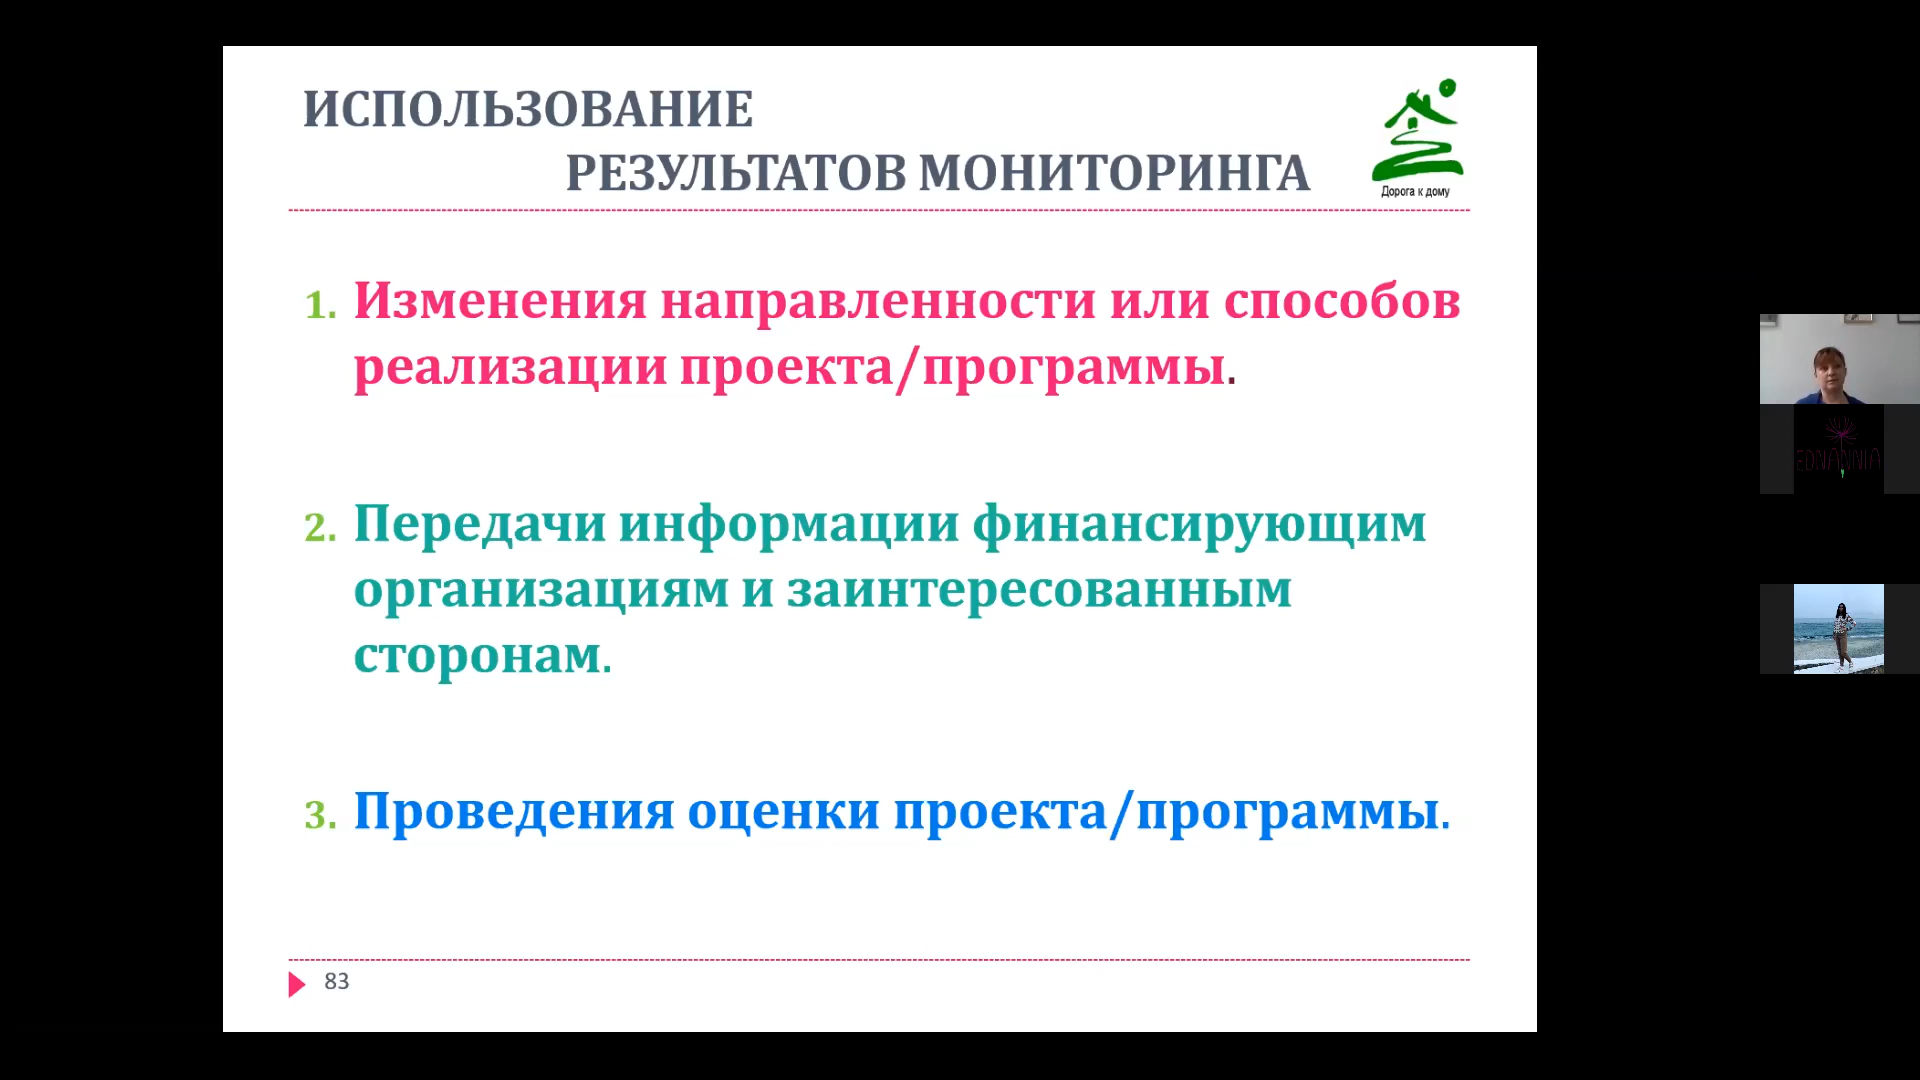 ИСПОЛЬЗОВАНИЕ
РЕЗУЛЬТАТОВ МОНИТОРИНГА
Дорога к дому
1. Изменения направленности или способов
реализации проекта/программы.
2. Передачи информации финансирующим
организациям и заинтересованным
сторонам.
3. Проведения оценки проекта/программы.
83
EDNANNIA